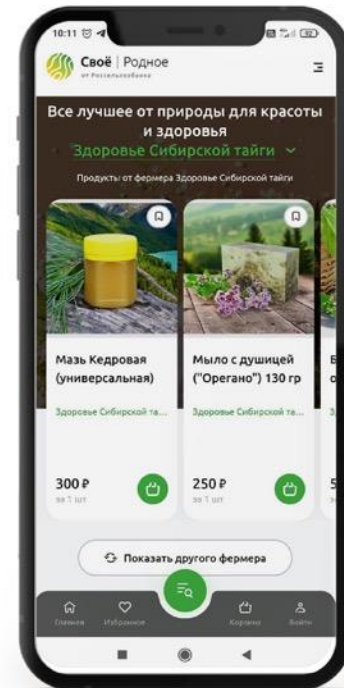 10:11
Своё | Родное
от Россельхозбанка
Все лучшее от природы для красоты
и здоровья
Здоровье Сибирской тайги
Продукты от фермера Здоровье Сибирской тайги
Мазь Кедровая
(универсальная)
Здоровье Сибирской та...
300 ₽
за 1 шт
Мыло с душицей
("Орегано") 130 гр
Здоровье Сибирской та...
250 ₽
за 1 шт
Показать другого фермера
Главная
Избранное
Корзина
Войти